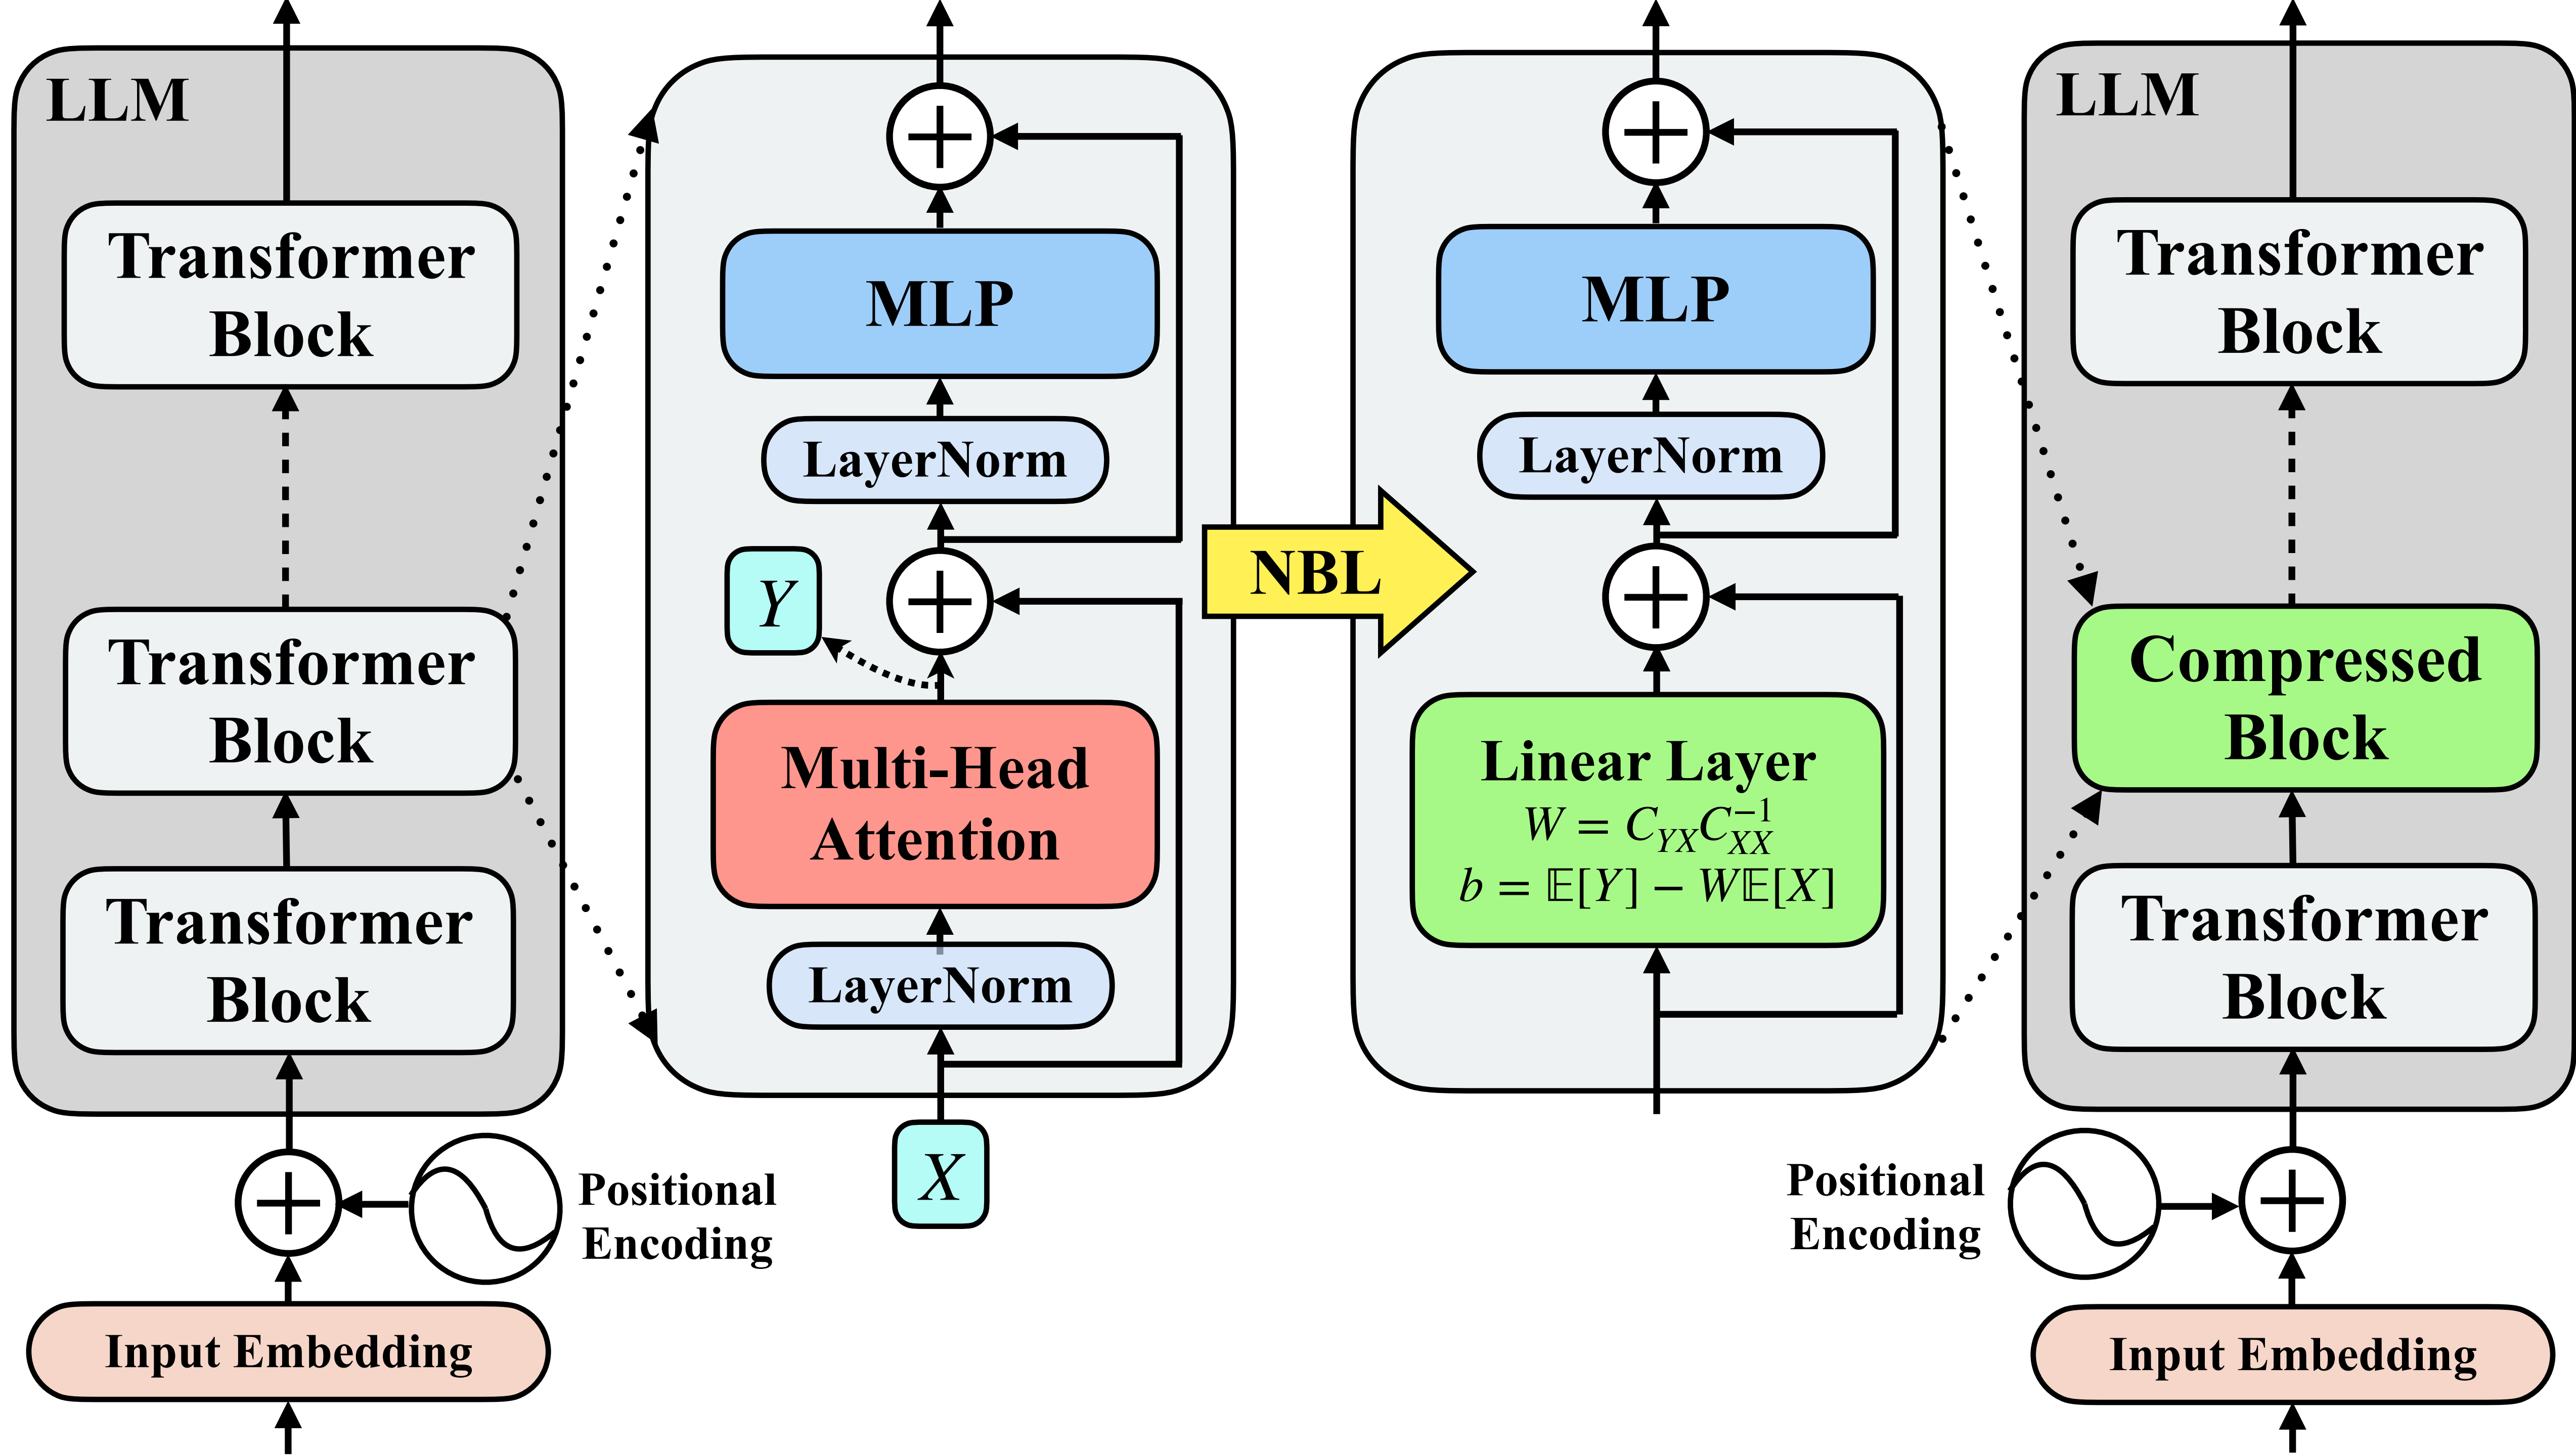 LLM
Transformer
Block
Transformer
Block
Transformer
Block
Positional
Encoding
Input Embedding
MLP
LayerNorm
Y
Multi-Head
Attention
LayerNorm
X
NBL
MLP
LayerNorm
Linear Layer
W = C_{YX}C_{XX}^{-1}
b = 𝔼[Y] − W𝔼[X]
LLM
Transformer
Block
Compressed
Block
Transformer
Block
Positional
Encoding
Input Embedding